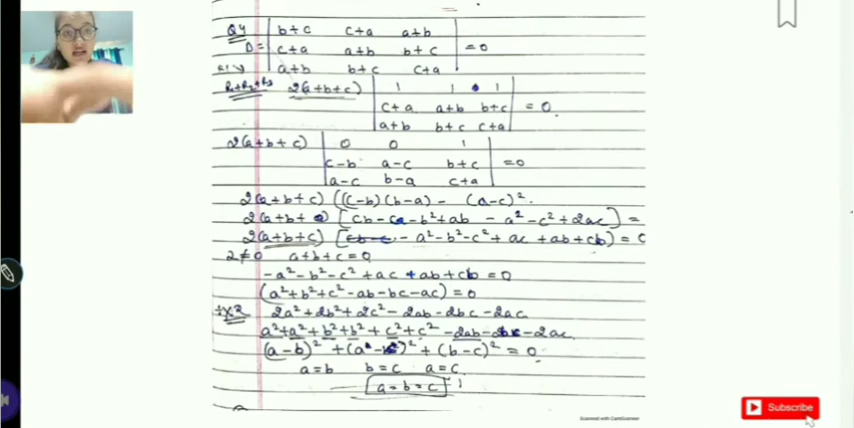 Q4 | b+c c+a a+b |
D = | c+a a+b b+c | = 0
| a+b b+c c+a |
R₁+R₂+R₃ 2(a+b+c) | 1 1 1 |
| c+a a+b b+c | = 0
| a+b b+c c+a |
2(a+b+c) | 0 0 1 |
| c-b a-c b+c | = 0
| a-c b-a c+a |
2(a+b+c) ((c-b)(b-a) - (a-c)².
2(a+b+c) [cb-ca-b²+ab - a²-c²+2ac] =
2(a+b+c) [ - a²-b²-c²+ac+ab+cb) = 0
2≠0 a+b+c=0
-a²-b²-c²+ac+ab+cb=0
(a²+b²+c²-ab-bc-ac)=0
÷×2 2a²+2b²+2c²-2ab-2bc-2ac
a²+a²+b²+b²+c²+c²-2ab-2bc-2ac
(a-b)²+(a-c)²+(b-c)²=0
a=b b=c a=c
a=b=c
Scanned with CamScanner
Subscribe